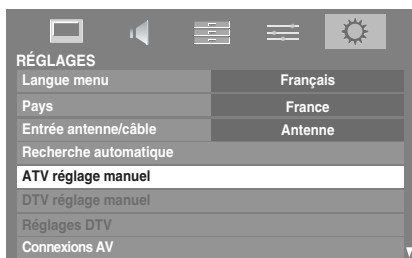 RÉGLAGES
Langue menu Français
Pays France
Entrée antenne/câble Antenne
Recherche automatique
ATV réglage manuel
DTV réglage manuel
Réglages DTV
Connexions AV